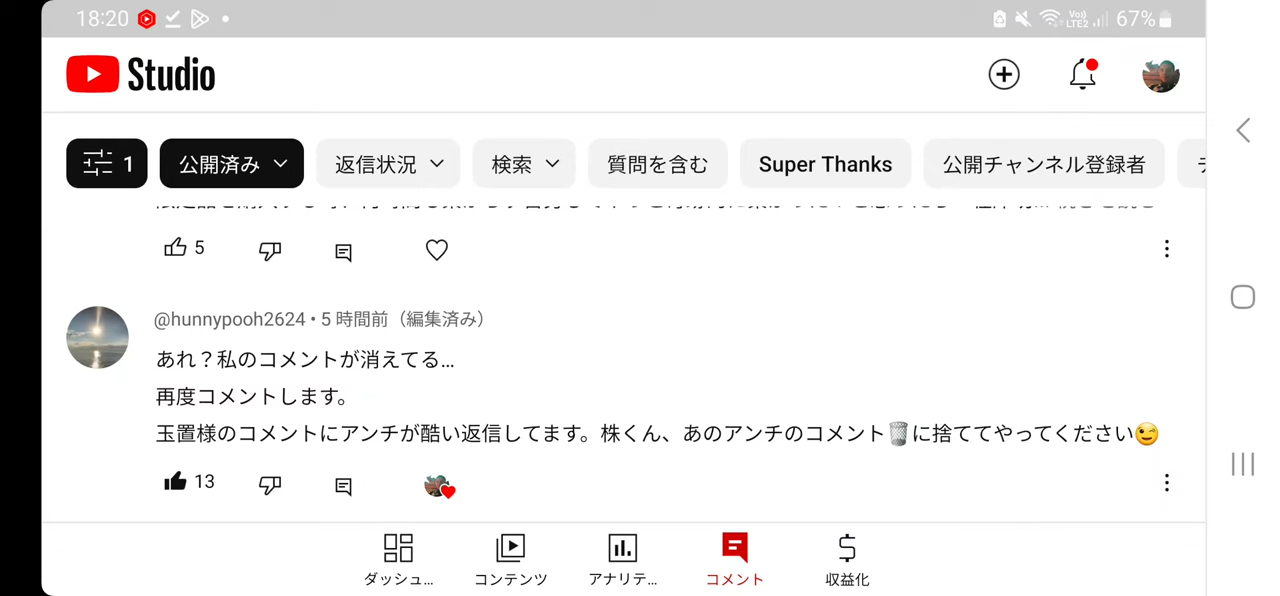 18:20
Vo)) LTE2 67%
Studio
1 公開済み 返信状況 検索 質問を含む Super Thanks 公開チャンネル登録者
5
@hunnypooh2624 • 5 時間前（編集済み）
あれ？私のコメントが消えてる...
再度コメントします。
玉置様のコメントにアンチが酷い返信してます。株くん、あのアンチのコメント🗑️に捨ててやってください😉
13
ダッシュ... コンテンツ アナリテ... コメント 収益化